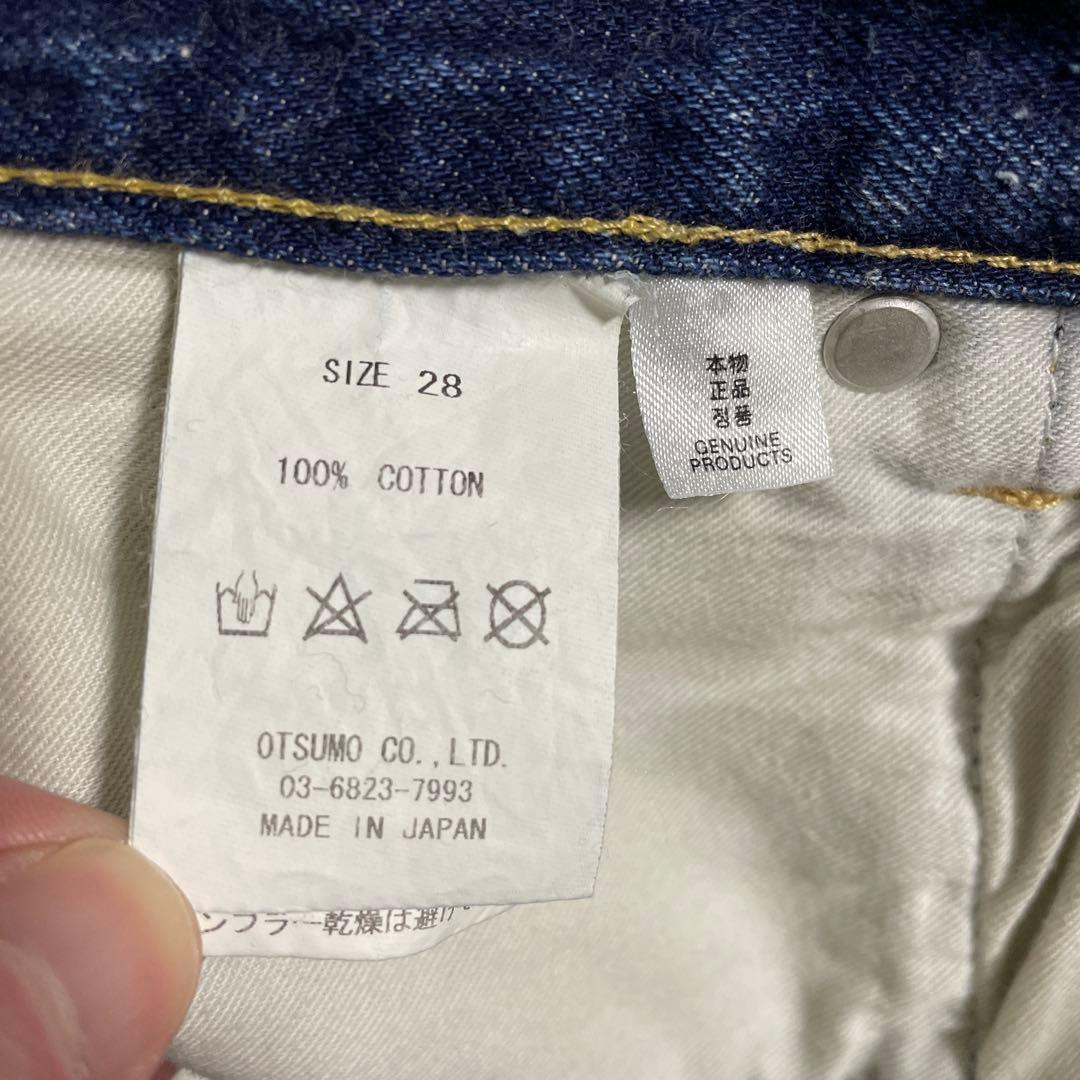 SIZE 28
100% COTTON
OTSUMO CO.,LTD.
03-6823-7993
MADE IN JAPAN
ンブラー乾燥は避け
本物
正品
정품
GENUINE
PRODUCTS